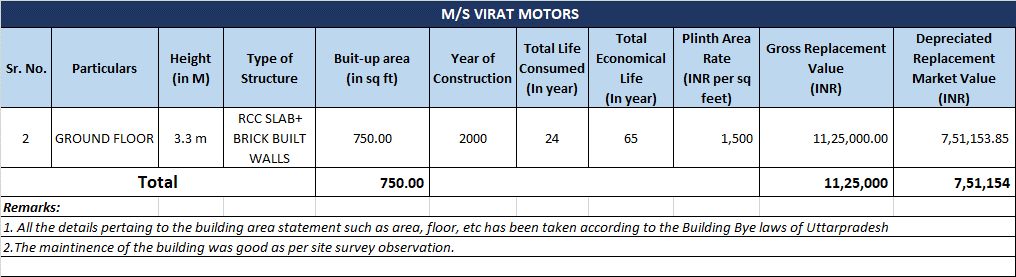 M/S VIRAT MOTORS
Sr. No. Particulars Height (in M) Type of Structure Buit-up area (in sq ft) Year of Construction Total Life Consumed (In year) Total Economical Life (In year) Plinth Area Rate (INR per sq feet) Gross Replacement Value (INR) Depreciated Replacement Market Value (INR)
2 GROUND FLOOR 3.3 m RCC SLAB+ BRICK BUILT WALLS 750.00 2000 24 65 1,500 11,25,000.00 7,51,153.85
Total 750.00 11,25,000 7,51,154
Remarks:
1. All the details pertaing to the building area statement such as area, floor, etc has been taken according to the Building Bye laws of Uttarpradesh
2.The maintinence of the building was good as per site survey observation.